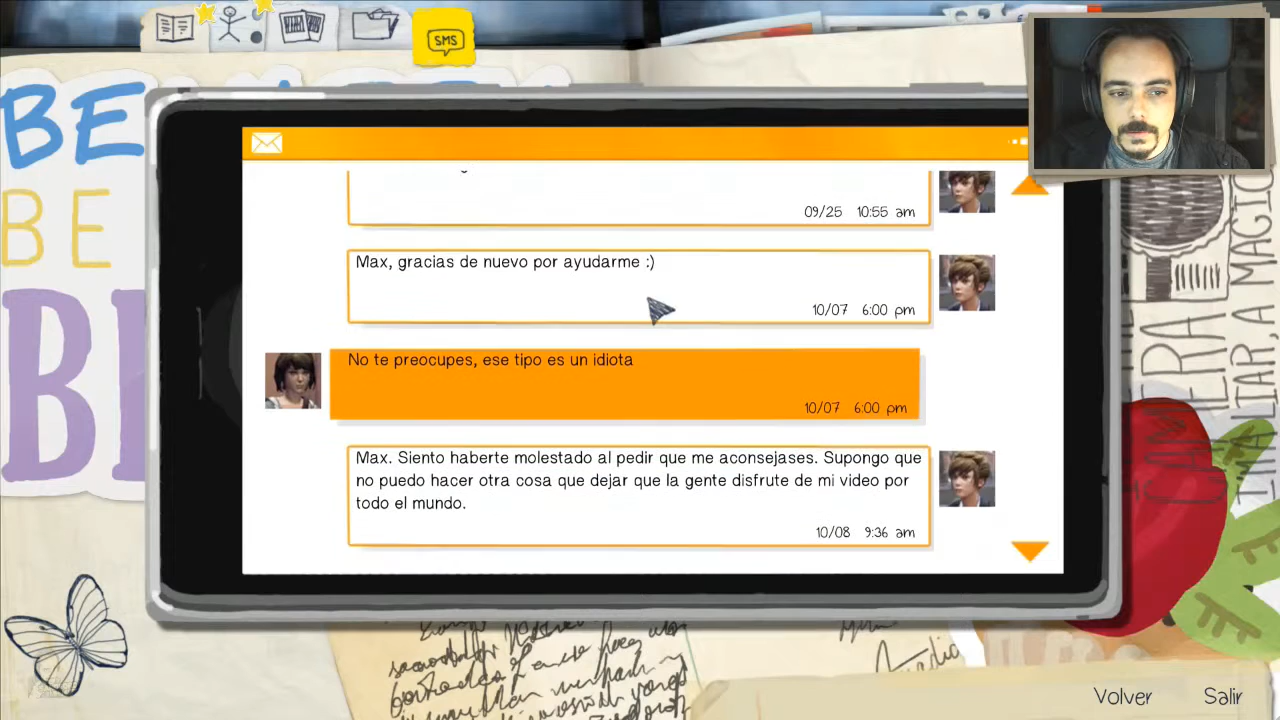 SMS
BE
BE
09/25 10:55 am
Max, gracias de nuevo por ayudarme :)
10/07 6:00 pm
No te preocupes, ese tipo es un idiota
10/07 6:00 pm
Max. Siento haberte molestado al pedir que me aconsejases. Supongo que
no puedo hacer otra cosa que dejar que la gente disfrute de mi video por
todo el mundo.
10/08 9:36 am
Volver
Salir